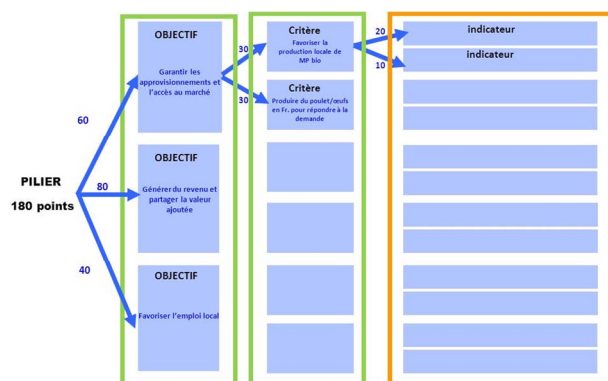 OBJECTIF
Garantir les
approvisionnements et
l'accès au marché
60
PILIER
180 points
80
OBJECTIF
Générer du revenu et
partager la valeur
ajoutée
40
OBJECTIF
Favoriser l'emploi local
30
30
Critère
Favoriser la
production locale de
MP bio
Critère
Produire du poulet/œufs
en Fr. pour répondre à la
demande
20
10
indicateur
indicateur